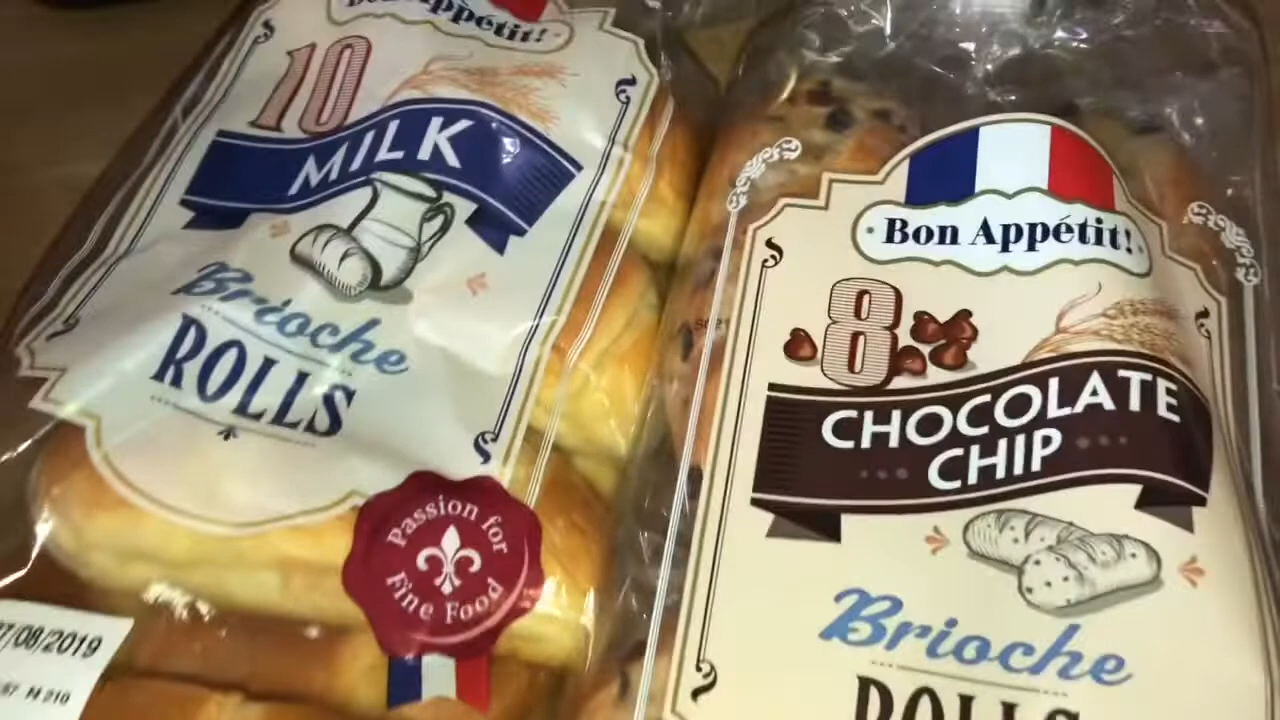 Bon Appétit!
10
MILK
Brioche
ROLLS
Passion for
Fine Food
7/08/2019
Bon Appétit!
8
CHOCOLATE
CHIP
Brioche
ROLLS